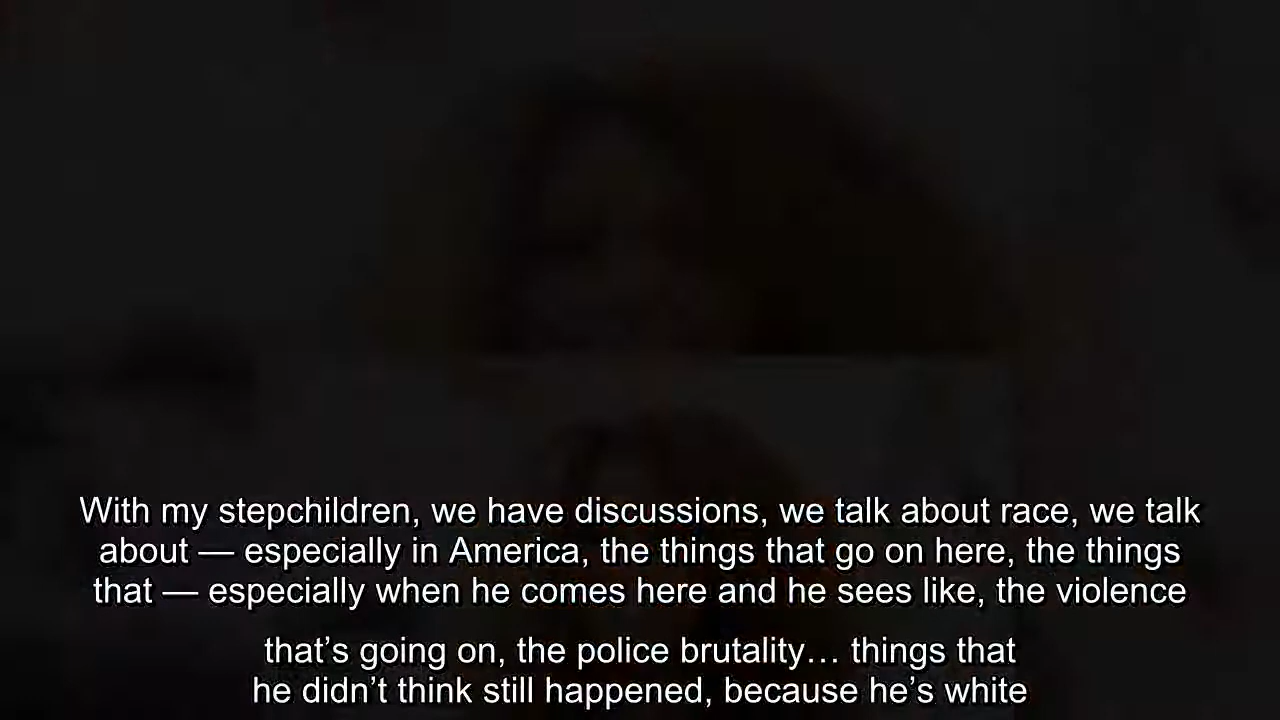 With my stepchildren, we have discussions, we talk about race, we talk
about — especially in America, the things that go on here, the things
that — especially when he comes here and he sees like, the violence
that’s going on, the police brutality… things that
he didn’t think still happened, because he’s white